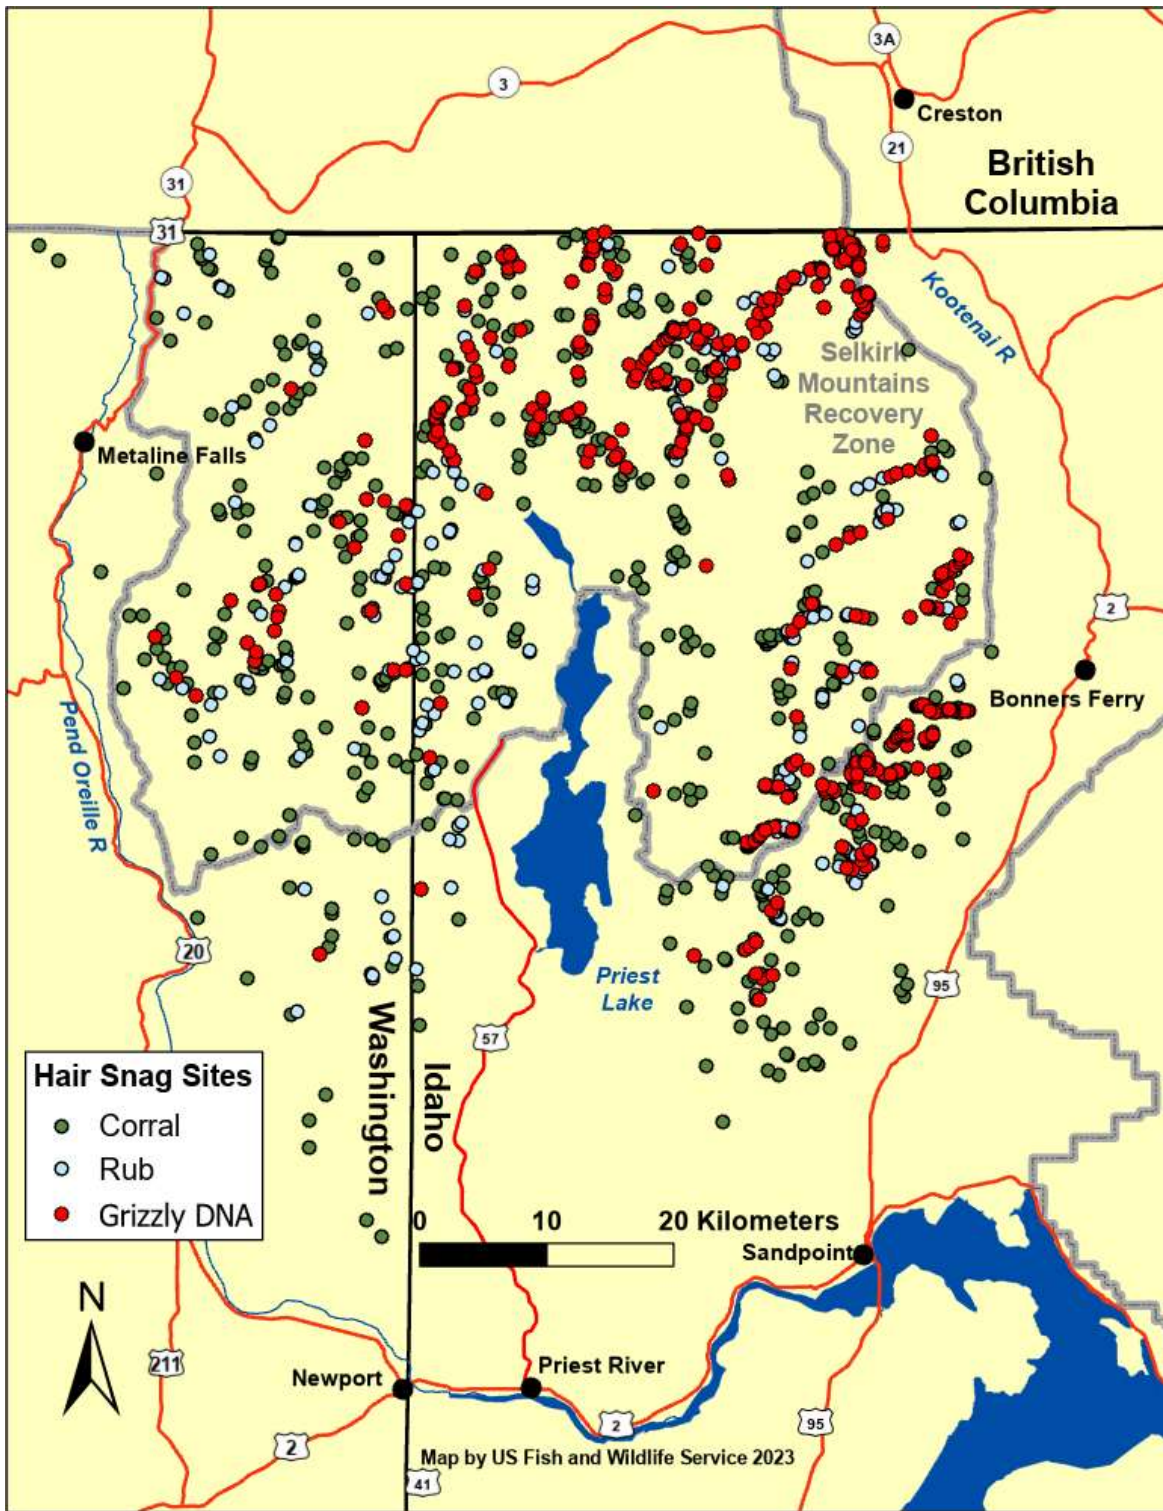 3A
3
Creston
21
British
Columbia
31
31
Kootenai R
Selkirk
Mountains
Recovery
Zone
Metaline Falls
2
Bonners Ferry
Pend Oreille R
20
95
Priest
Lake
Washington
Idaho
57
Hair Snag Sites
Corral
Rub
Grizzly DNA
0 10 20 Kilometers
Sandpoint
N
211
Newport
Priest River
2
95
2
Map by US Fish and Wildlife Service 2023
41